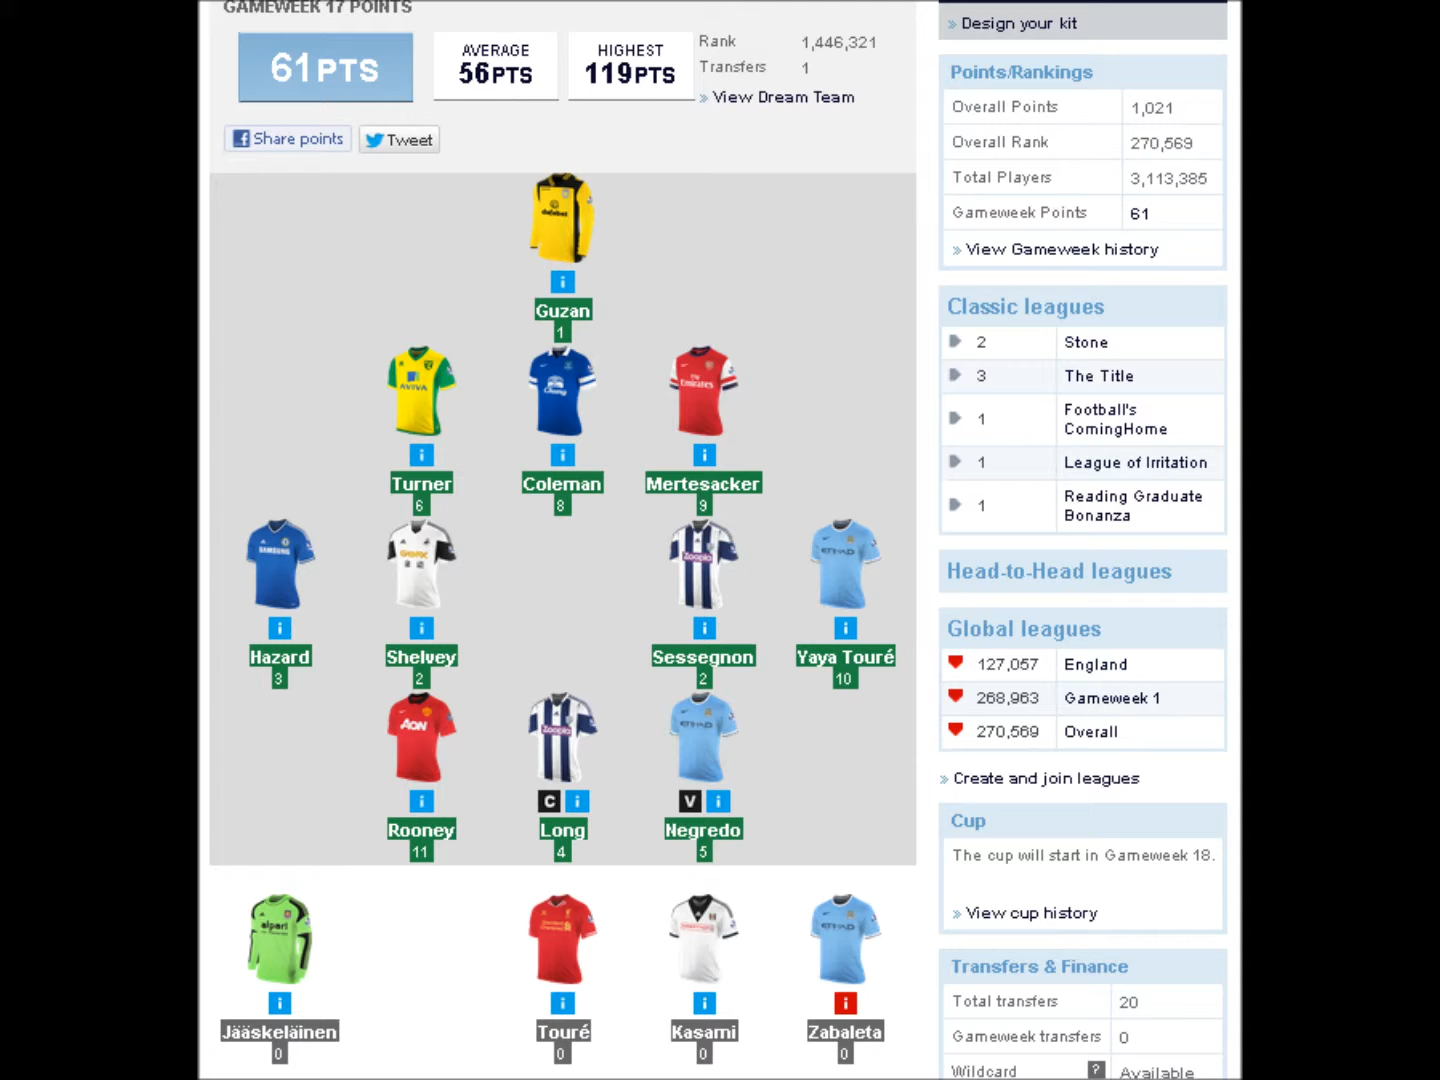 GAMEWEEK 17 POINTS
61PTS
AVERAGE
56PTS
HIGHEST
119PTS
Rank 1,446,321
Transfers 1
» View Dream Team
Share points
Tweet
Guzan
1
Turner
6
Coleman
8
Mertesacker
9
Hazard
3
Shelvey
2
Sessegnon
2
Yaya Touré
10
Rooney
11
C
Long
4
V
Negredo
5
Jääskeläinen
0
Touré
0
Kasami
0
Zabaleta
0
» Design your kit
Points/Rankings
Overall Points 1,021
Overall Rank 270,569
Total Players 3,113,385
Gameweek Points 61
» View Gameweek history
Classic leagues
2 Stone
3 The Title
1 Football's
ComingHome
1 League of Irritation
1 Reading Graduate
Bonanza
Head-to-Head leagues
Global leagues
127,057 England
268,963 Gameweek 1
270,569 Overall
» Create and join leagues
Cup
The cup will start in Gameweek 18.
» View cup history
Transfers & Finance
Total transfers 20
Gameweek transfers 0
Wildcard ? Available